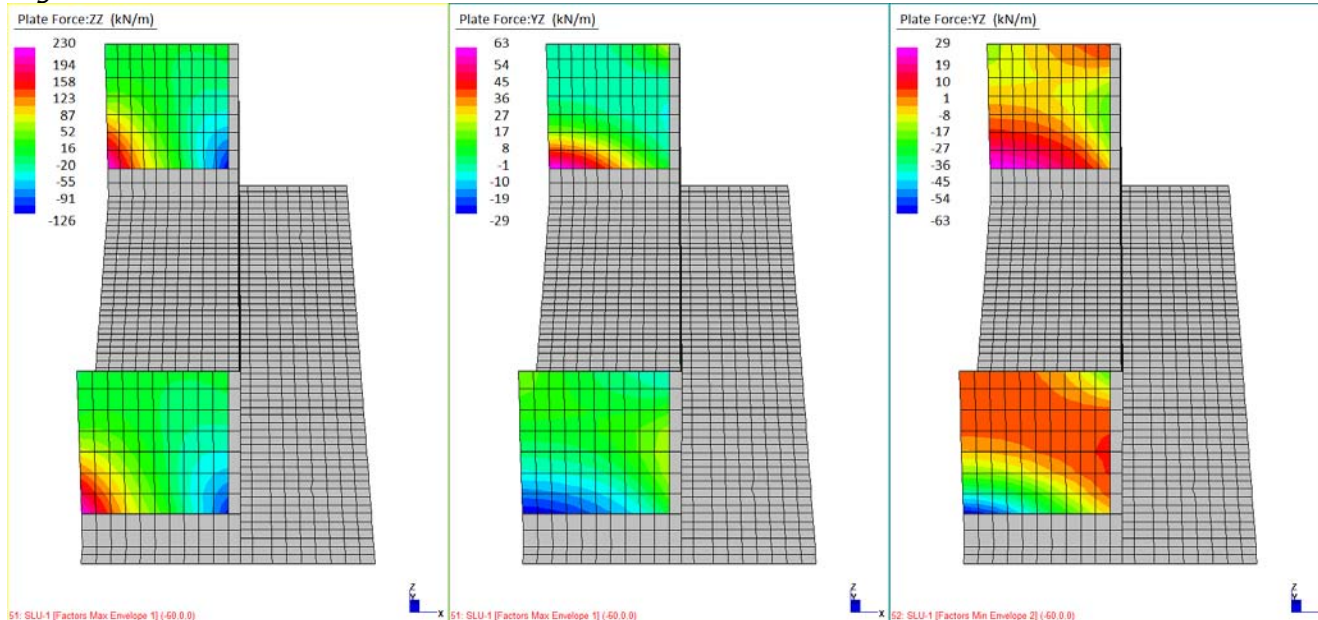 Plate Force:ZZ (kN/m)
230
194
158
123
87
52
16
-20
-55
-91
-126
Z
Y
X
51: SLU-1 [Factors Max Envelope 1] (-60.0.0)
Plate Force:YZ (kN/m)
63
54
45
36
27
17
8
-1
-10
-19
-29
Z
Y
X
51: SLU-1 [Factors Max Envelope 1] (-60.0.0)
Plate Force:YZ (kN/m)
29
19
10
1
-8
-17
-27
-36
-45
-54
-63
Z
Y
X
52: SLU-1 [Factors Min Envelope 2] (-60.0.0)